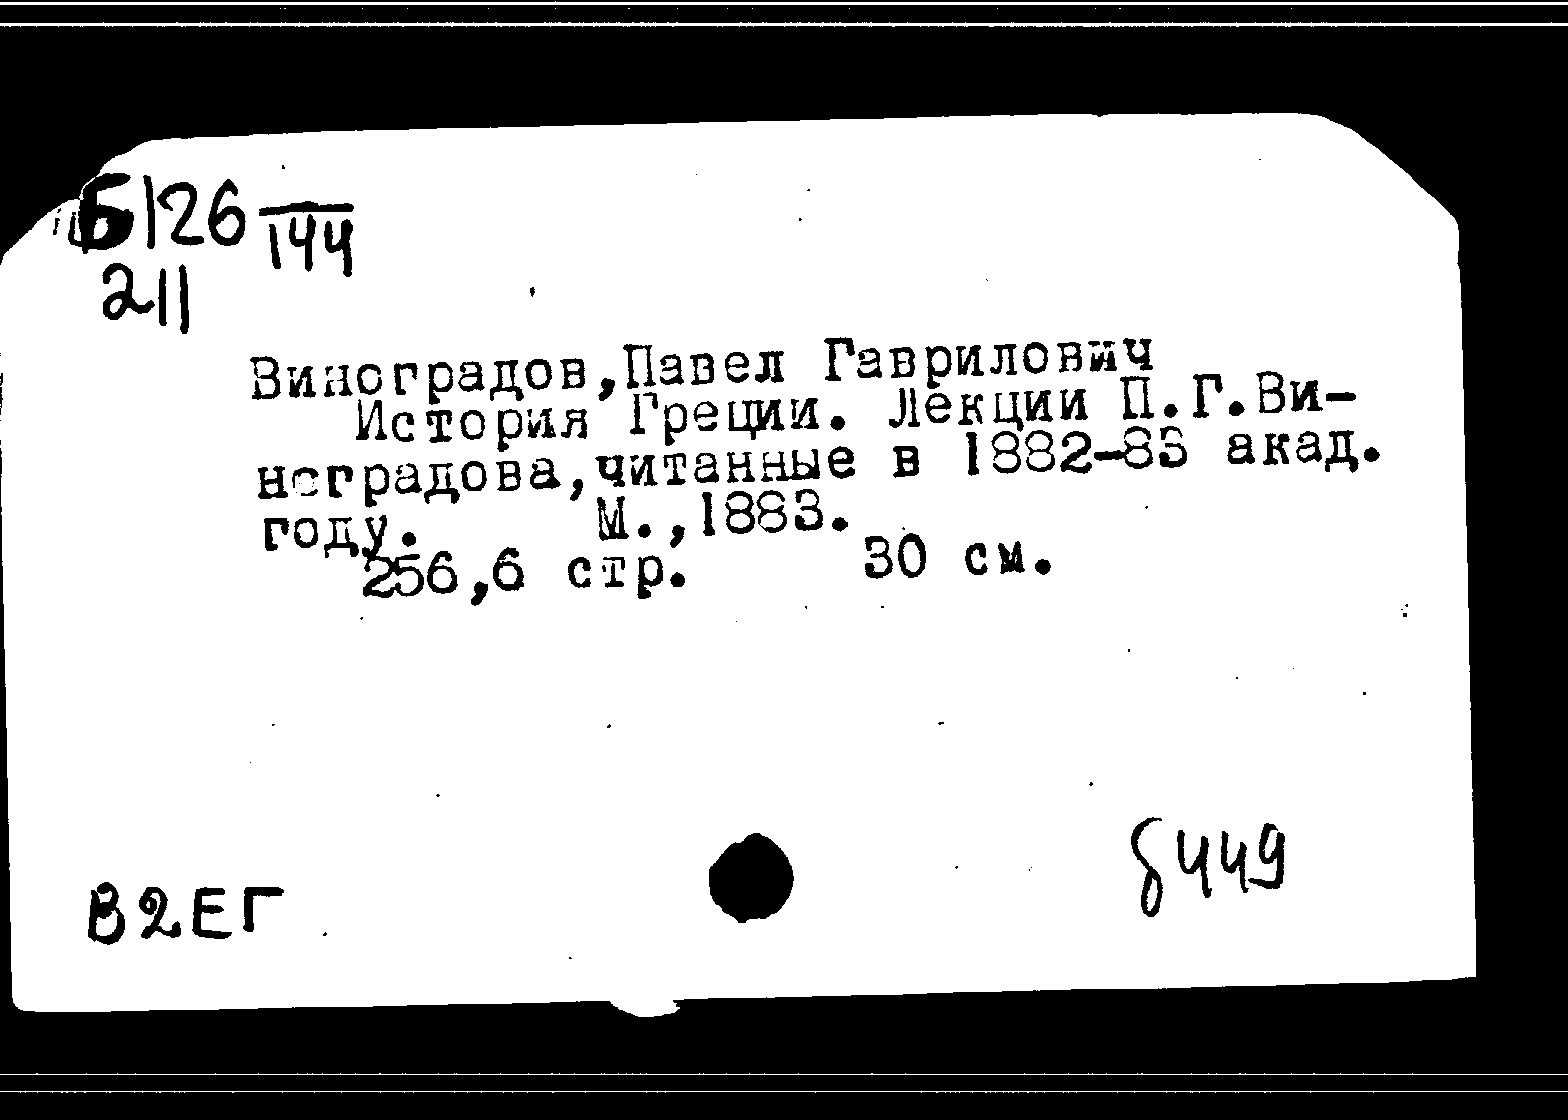 Б126 144
211
Виноградов,Павел Гаврилович
История Греции. Лекции П.Г.Ви-
ноградова,читанные в 1882-83 акад.
году. М.,1883.
256,6 стр. 30 см.
В2ЕГ
8449